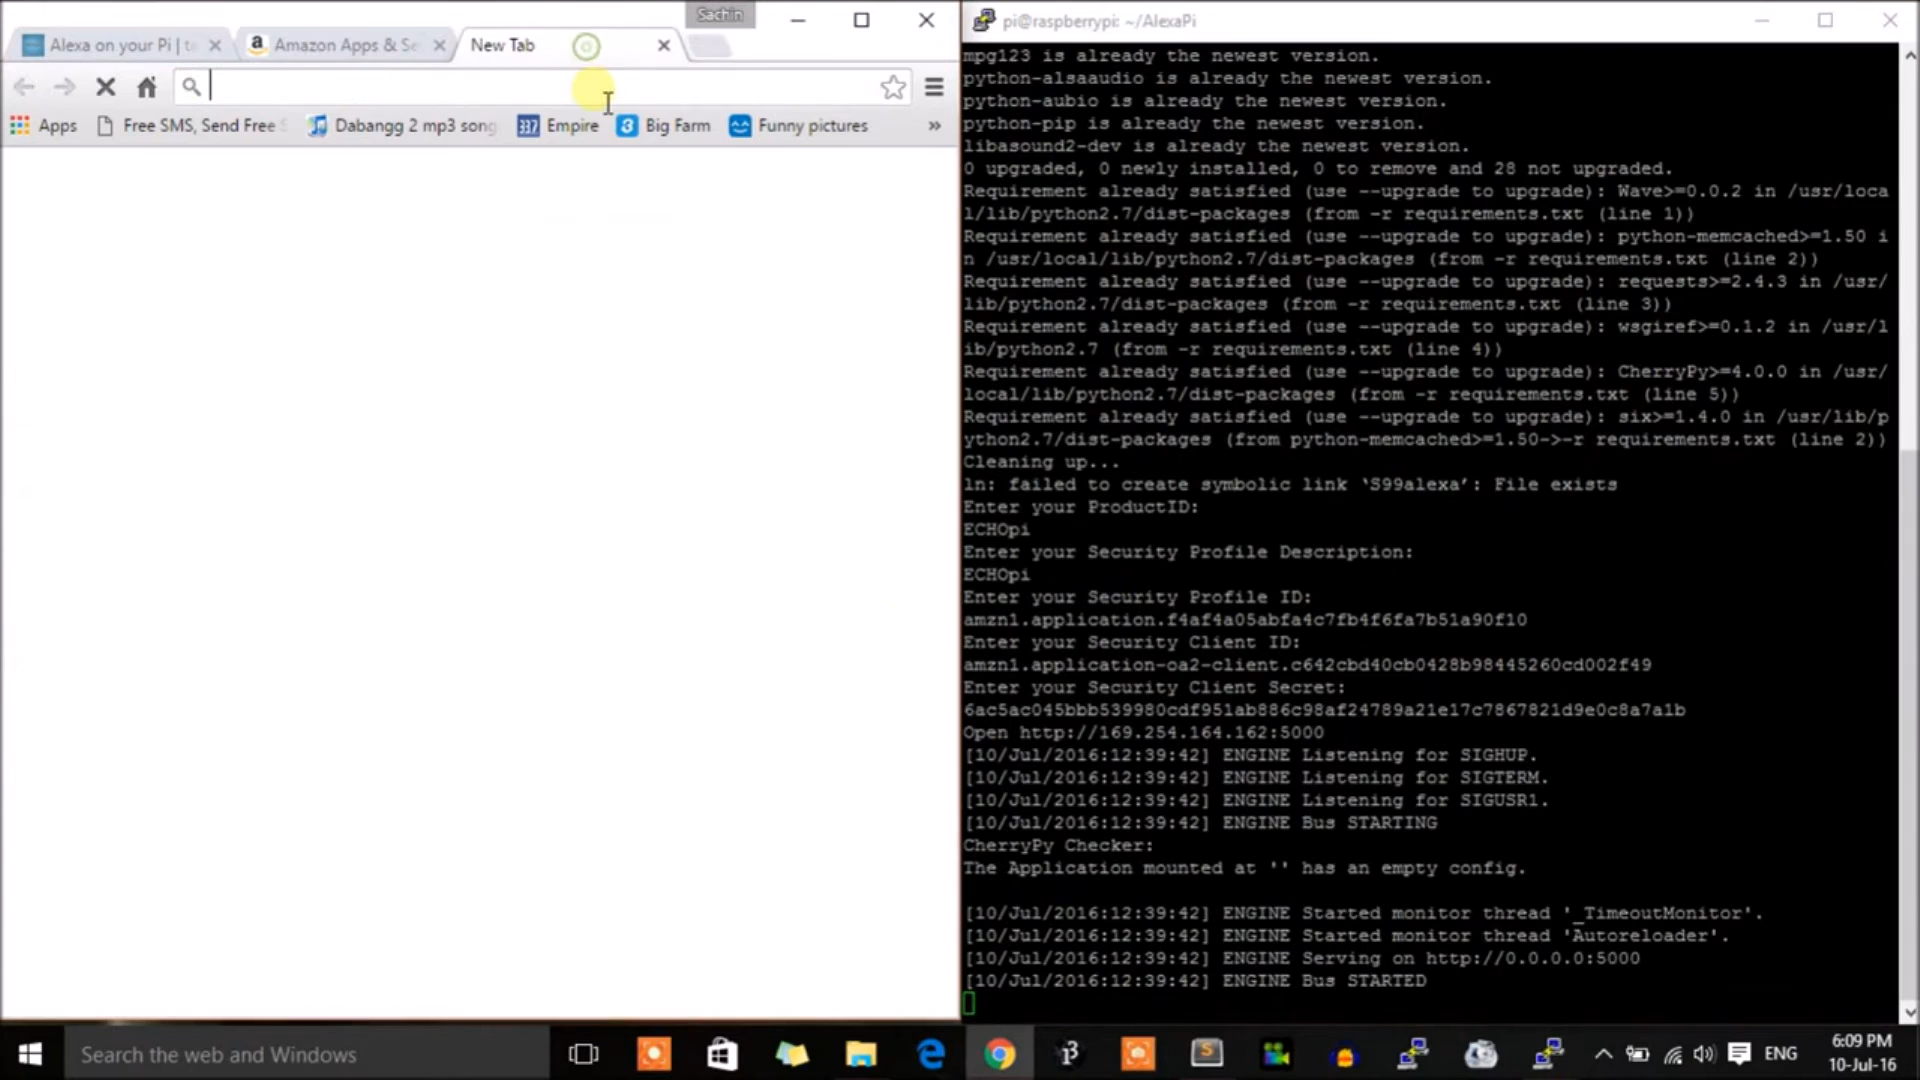 Sachin
Alexa on your Pi | te
Amazon Apps & Se
New Tab
Apps
Free SMS, Send Free S
Dabangg 2 mp3 song
337
Empire
Big Farm
Funny pictures
»
pi@raspberrypi: ~/AlexaPi
mpg123 is already the newest version.
python-alsaaudio is already the newest version.
python-aubio is already the newest version.
python-pip is already the newest version.
libasound2-dev is already the newest version.
0 upgraded, 0 newly installed, 0 to remove and 28 not upgraded.
Requirement already satisfied (use --upgrade to upgrade): Wave>=0.0.2 in /usr/loca
l/lib/python2.7/dist-packages (from -r requirements.txt (line 1))
Requirement already satisfied (use --upgrade to upgrade): python-memcached>=1.50 i
n /usr/local/lib/python2.7/dist-packages (from -r requirements.txt (line 2))
Requirement already satisfied (use --upgrade to upgrade): requests>=2.4.3 in /usr/
lib/python2.7/dist-packages (from -r requirements.txt (line 3))
Requirement already satisfied (use --upgrade to upgrade): wsgiref>=0.1.2 in /usr/l
ib/python2.7 (from -r requirements.txt (line 4))
Requirement already satisfied (use --upgrade to upgrade): CherryPy>=4.0.0 in /usr/
local/lib/python2.7/dist-packages (from -r requirements.txt (line 5))
Requirement already satisfied (use --upgrade to upgrade): six>=1.4.0 in /usr/lib/p
ython2.7/dist-packages (from python-memcached>=1.50->-r requirements.txt (line 2))
Cleaning up...
ln: failed to create symbolic link ‘S99alexa’: File exists
Enter your ProductID:
ECHOpi
Enter your Security Profile Description:
ECHOpi
Enter your Security Profile ID:
amzn1.application.f4af4a05abfa4c7fb4f6fa7b51a90f10
Enter your Security Client ID:
amzn1.application-oa2-client.c642cbd40cb0428b98445260cd002f49
Enter your Security Client Secret:
6ac5ac045bbb539980cdf951ab886c98af24789a21e17c7867821d9e0c8a7a1b
Open http://169.254.164.162:5000
[10/Jul/2016:12:39:42] ENGINE Listening for SIGHUP.
[10/Jul/2016:12:39:42] ENGINE Listening for SIGTERM.
[10/Jul/2016:12:39:42] ENGINE Listening for SIGUSR1.
[10/Jul/2016:12:39:42] ENGINE Bus STARTING
CherryPy Checker:
The Application mounted at '' has an empty config.
[10/Jul/2016:12:39:42] ENGINE Started monitor thread '_TimeoutMonitor'.
[10/Jul/2016:12:39:42] ENGINE Started monitor thread 'Autoreloader'.
[10/Jul/2016:12:39:42] ENGINE Serving on http://0.0.0.0:5000
[10/Jul/2016:12:39:42] ENGINE Bus STARTED
Search the web and Windows
ENG
6:09 PM
10-Jul-16